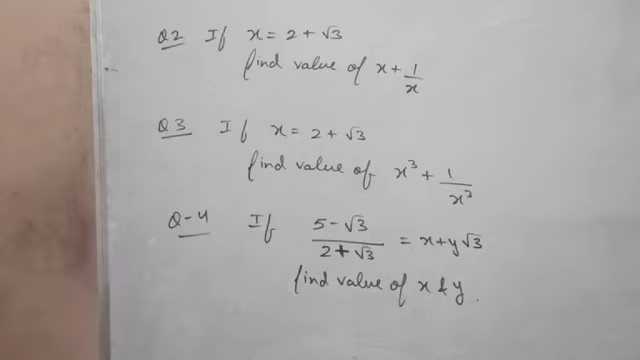 Q2 If x = 2 + √3
find value of x + 1/x
Q3 If x = 2 + √3
find value of x³ + 1/x³
Q-4 If (5 - √3)/(2 + √3) = x + y√3
find value of x & y.